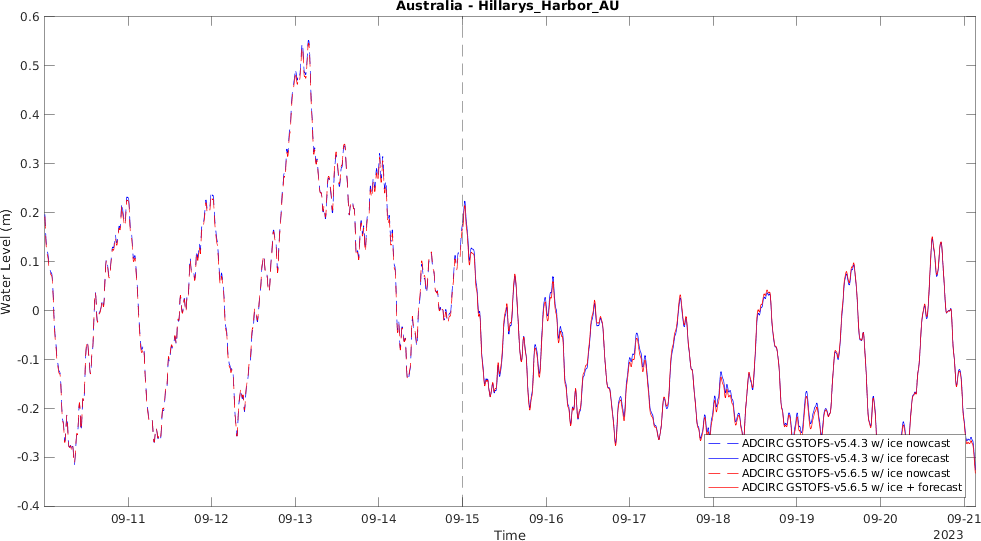 Australia - Hillarys_Harbor_AU
0.6
0.5
0.4
0.3
0.2
0.1
0
-0.1
-0.2
-0.3
-0.4
Water Level (m)
ADCIRC GSTOFS-v5.4.3 w/ ice nowcast
ADCIRC GSTOFS-v5.4.3 w/ ice forecast
ADCIRC GSTOFS-v5.6.5 w/ ice nowcast
ADCIRC GSTOFS-v5.6.5 w/ ice + forecast
09-11 09-12 09-13 09-14 09-15 09-16 09-17 09-18 09-19 09-20 09-21
Time 2023